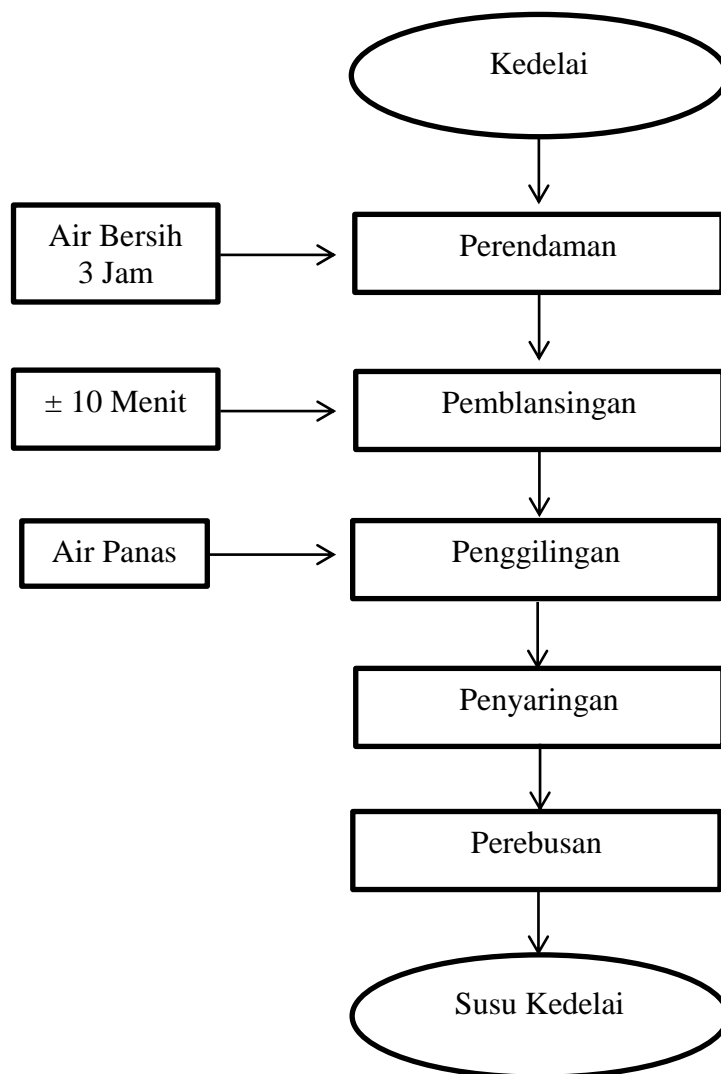 Kedelai
Air Bersih
3 Jam
Perendaman
± 10 Menit
Pemblansingan
Air Panas
Penggilingan
Penyaringan
Perebusan
Susu Kedelai